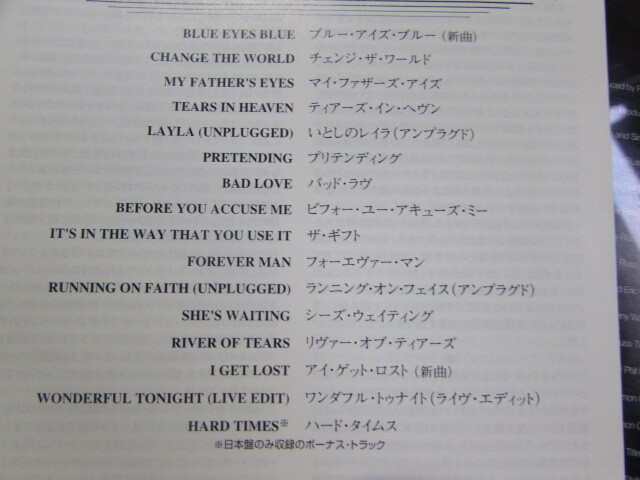 BLUE EYES BLUE ブルー・アイズ・ブルー（新曲）
CHANGE THE WORLD チェンジ・ザ・ワールド
MY FATHER'S EYES マイ・ファザーズ・アイズ
TEARS IN HEAVEN ティアーズ・イン・ヘヴン
LAYLA (UNPLUGGED) いとしのレイラ（アンプラグド）
PRETENDING プリテンディング
BAD LOVE バッド・ラヴ
BEFORE YOU ACCUSE ME ビフォー・ユー・アキューズ・ミー
IT'S IN THE WAY THAT YOU USE IT ザ・ギフト
FOREVER MAN フォーエヴァー・マン
RUNNING ON FAITH (UNPLUGGED) ランニング・オン・フェイス（アンプラグド）
SHE'S WAITING シーズ・ウェイティング
RIVER OF TEARS リヴァー・オブ・ティアーズ
I GET LOST アイ・ゲット・ロスト（新曲）
WONDERFUL TONIGHT (LIVE EDIT) ワンダフル・トゥナイト（ライヴ・エディット）
HARD TIMES※ ハード・タイムス
※日本盤のみ収録のボーナス・トラック